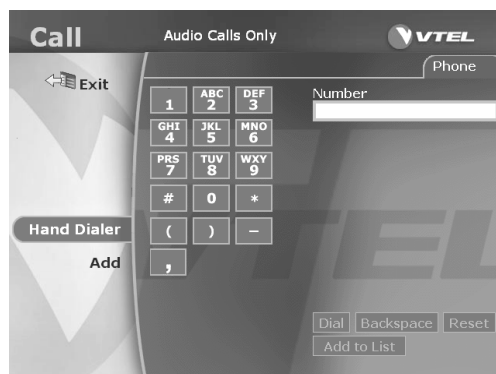 Call
Audio Calls Only
VTEL
Phone
Exit
Number
1 ABC 2 DEF 3
GHI 4 JKL 5 MNO 6
PRS 7 TUV 8 WXY 9
# 0 *
Hand Dialer
( ) –
Add
,
VTEL
Dial Backspace Reset
Add to List